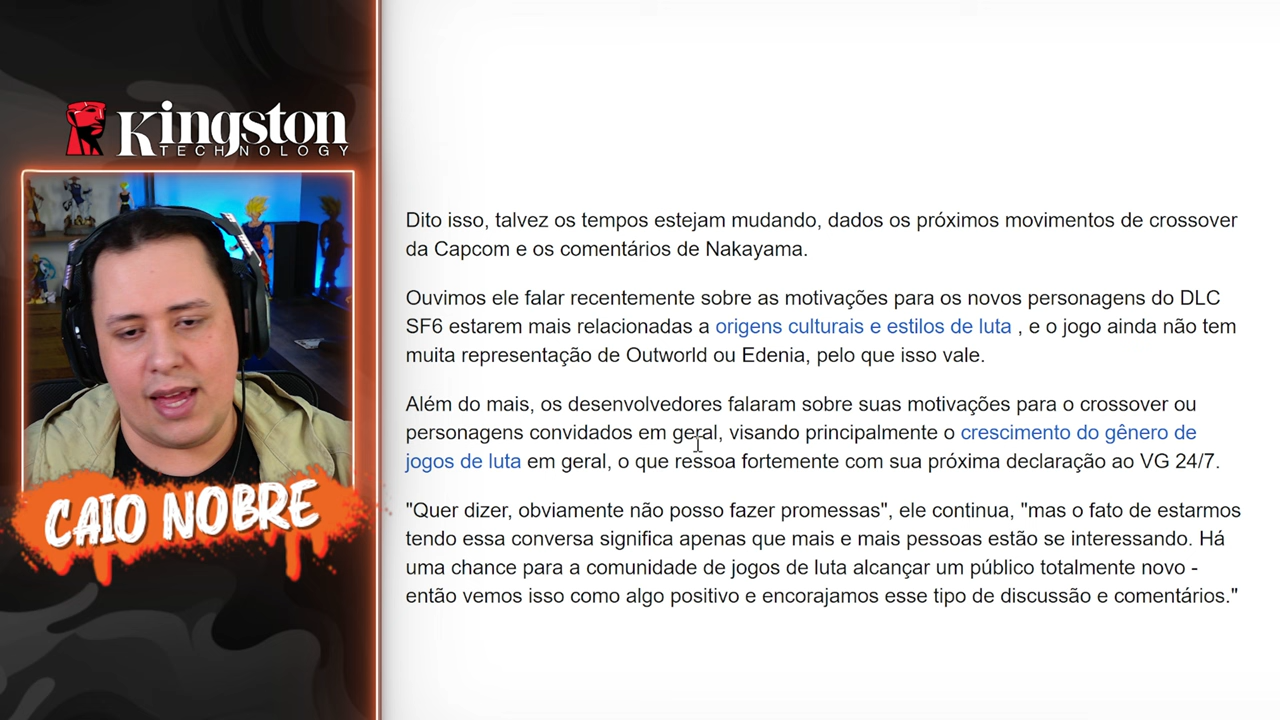 Kingston
TECHNOLOGY
CAIO NOBRE
Dito isso, talvez os tempos estejam mudando, dados os próximos movimentos de crossover
da Capcom e os comentários de Nakayama.
Ouvimos ele falar recentemente sobre as motivações para os novos personagens do DLC
SF6 estarem mais relacionadas a origens culturais e estilos de luta , e o jogo ainda não tem
muita representação de Outworld ou Edenia, pelo que isso vale.
Além do mais, os desenvolvedores falaram sobre suas motivações para o crossover ou
personagens convidados em geral, visando principalmente o crescimento do gênero de
jogos de luta em geral, o que ressoa fortemente com sua próxima declaração ao VG 24/7.
"Quer dizer, obviamente não posso fazer promessas", ele continua, "mas o fato de estarmos
tendo essa conversa significa apenas que mais e mais pessoas estão se interessando. Há
uma chance para a comunidade de jogos de luta alcançar um público totalmente novo -
então vemos isso como algo positivo e encorajamos esse tipo de discussão e comentários."